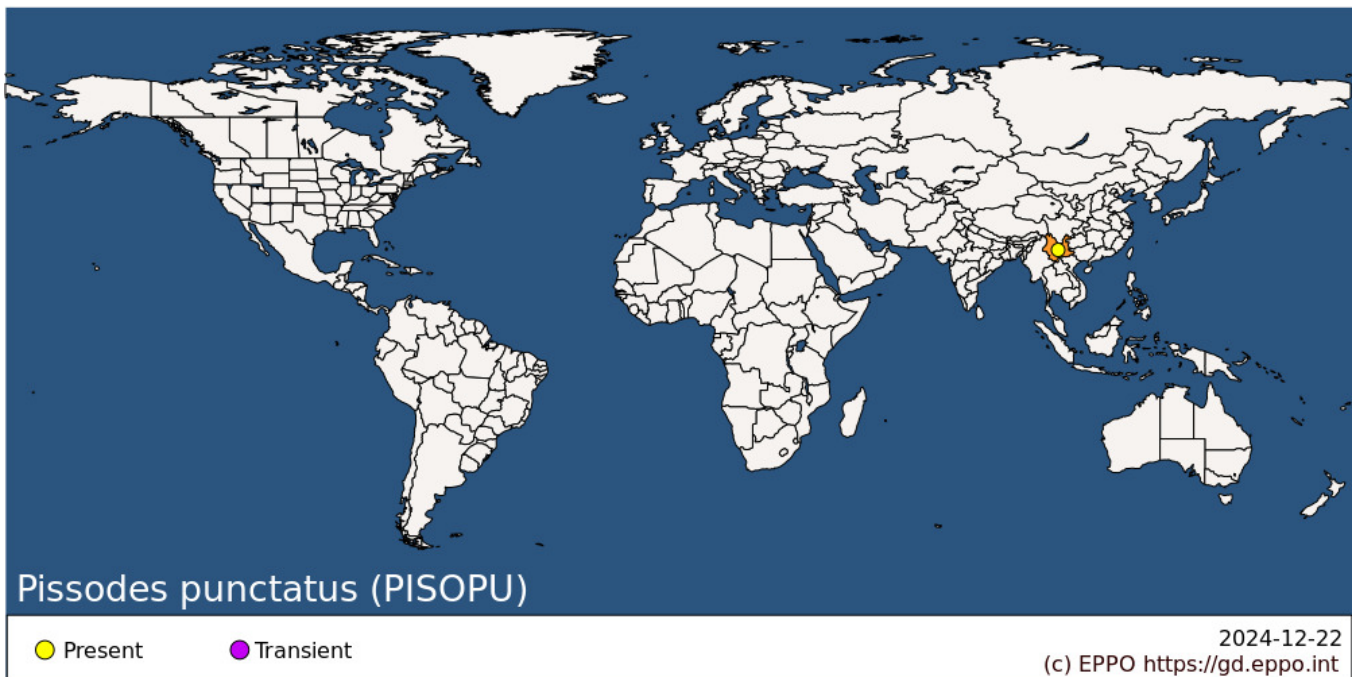 Pissodes punctatus (PISOPU)
Present
Transient
2024-12-22
(c) EPPO https://gd.eppo.int